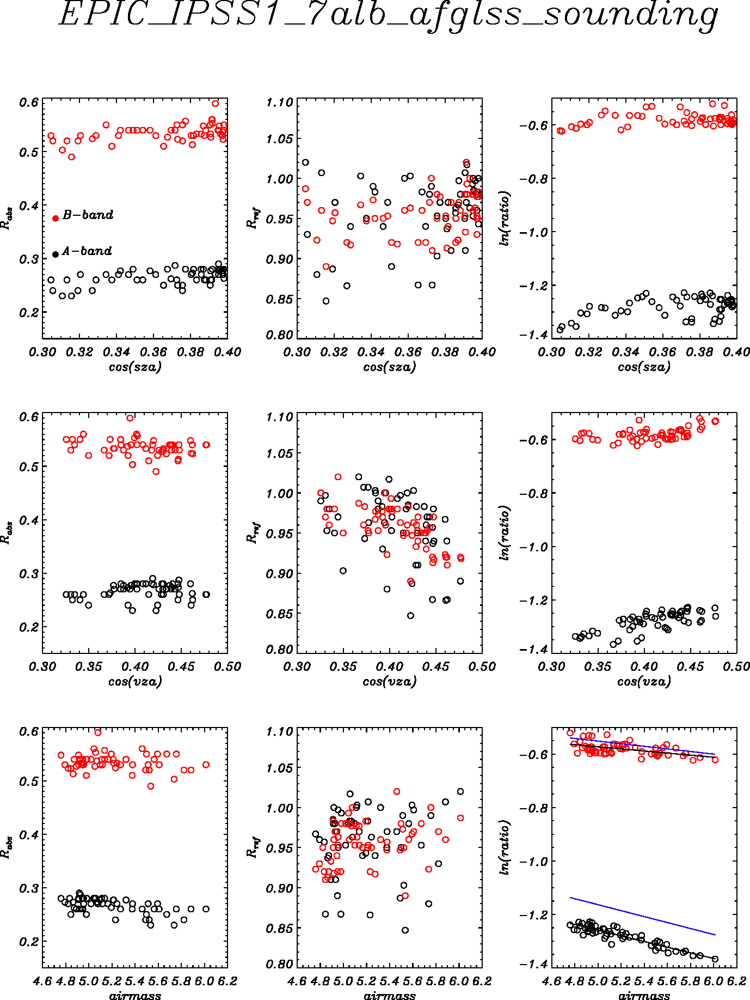 EPIC_IPSS1_7alb_afglss_sounding
0.6
0.5
0.4
0.3
0.2
R_abs
B-band
A-band
0.30 0.32 0.34 0.36 0.38 0.40
cos(sza)
1.10
1.05
1.00
0.95
0.90
0.85
0.80
R_ref
0.30 0.32 0.34 0.36 0.38 0.40
cos(sza)
-0.6
-0.8
-1.0
-1.2
-1.4
ln(ratio)
0.30 0.32 0.34 0.36 0.38 0.40
cos(sza)
0.6
0.5
0.4
0.3
0.2
R_abs
0.30 0.35 0.40 0.45 0.50
cos(vza)
1.10
1.05
1.00
0.95
0.90
0.85
0.80
R_ref
0.30 0.35 0.40 0.45 0.50
cos(vza)
-0.6
-0.8
-1.0
-1.2
-1.4
ln(ratio)
0.30 0.35 0.40 0.45 0.50
cos(vza)
0.6
0.5
0.4
0.3
0.2
R_abs
4.6 4.8 5.0 5.2 5.4 5.6 5.8 6.0 6.2
airmass
1.10
1.05
1.00
0.95
0.90
0.85
0.80
R_ref
4.6 4.8 5.0 5.2 5.4 5.6 5.8 6.0 6.2
airmass
-0.6
-0.8
-1.0
-1.2
-1.4
ln(ratio)
4.6 4.8 5.0 5.2 5.4 5.6 5.8 6.0 6.2
airmass